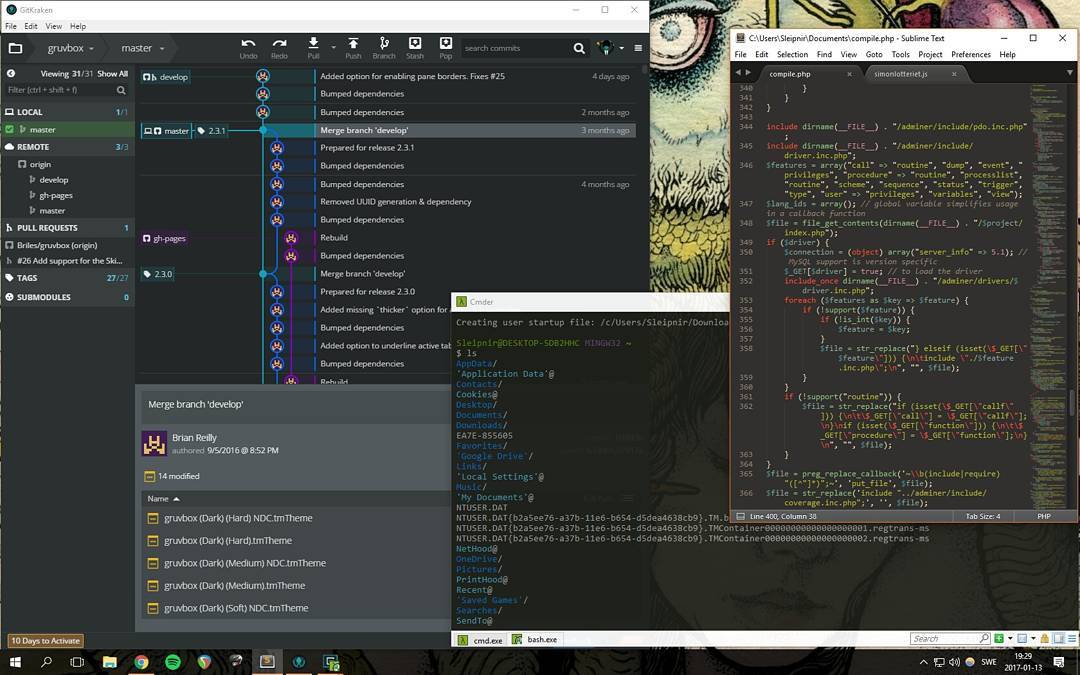 GitKraken
File Edit View Help
gruvbox master
Undo Redo Pull Push Branch Stash Pop
search commits
Viewing 31/31 Show All
Filter (ctrl + shift + f)
LOCAL 1/1
master
REMOTE 3/3
origin
develop
gh-pages
master
PULL REQUESTS 1
Briles/gruvbox (origin)
#26 Add support for the Ski...
TAGS 27/27
SUBMODULES 0
10 Days to Activate
develop Added option for enabling pane borders. Fixes #25 4 days ago
Bumped dependencies
Bumped dependencies 2 months ago
master 2.3.1 Merge branch 'develop' 3 months ago
Prepared for release 2.3.1
Bumped dependencies
Bumped dependencies 4 months ago
Removed UUID generation & dependency
Bumped dependencies
gh-pages Rebuild
Bumped dependencies
2.3.0 Merge branch 'develop'
Prepared for release 2.3.0
Added missing `thicker` option for
Bumped dependencies
Added option to underline active tab
Bumped dependencies
Rebuild
Merge branch 'develop'
Brian Reilly
authored 9/5/2016 @ 8:52 PM
14 modified
Name
gruvbox (Dark) (Hard) NDC.tmTheme
gruvbox (Dark) (Hard).tmTheme
gruvbox (Dark) (Medium) NDC.tmTheme
gruvbox (Dark) (Medium).tmTheme
gruvbox (Dark) (Soft) NDC.tmTheme
Cmder
Creating user startup file: /c/Users/Sleipnir/Downloa
Sleipnir@DESKTOP-SDB2HHC MINGW32 ~
$ ls
AppData/
'Application Data'@
Contacts/
Cookies@
Desktop/
Documents/
Downloads/
EA7E-855605
Favorites/
'Google Drive'/
Links/
'Local Settings'@
Music/
'My Documents'@
NTUSER.DAT
NTUSER.DAT{b2a5ee76-a37b-11e6-b654-d5dea4638cb9}.TM.b
NTUSER.DAT{b2a5ee76-a37b-11e6-b654-d5dea4638cb9}.TMContainer00000000000000000001.regtrans-ms
NTUSER.DAT{b2a5ee76-a37b-11e6-b654-d5dea4638cb9}.TMContainer00000000000000000002.regtrans-ms
NetHood@
OneDrive/
Pictures/
PrintHood@
Recent@
'Saved Games'/
Searches/
SendTo@
cmd.exe bash.exe
Search
C:\Users\Sleipnir\Documents\compile.php - Sublime Text
File Edit Selection Find View Goto Tools Project Preferences Help
compile.php simonlotteriet.js
340 }
341 }
342 }
343
344 include dirname(__FILE__) . "/adminer/include/pdo.inc.php"
;
345 include dirname(__FILE__) . "/adminer/include/
driver.inc.php";
346 $features = array("call" => "routine", "dump", "event", "
privileges", "procedure" => "routine", "processlist",
"routine", "scheme", "sequence", "status", "trigger",
"type", "user" => "privileges", "variables", "view");
347 $lang_ids = array(); // global variable simplifies usage
in a callback function
348 $file = file_get_contents(dirname(__FILE__) . "/$project/
index.php");
349 if ($driver) {
350 $connection = (object) array("server_info" => 5.1); //
MySQL support is version specific
351 $_GET[$driver] = true; // to load the driver
352 include_once dirname(__FILE__) . "/adminer/drivers/$
driver.inc.php";
353 foreach ($features as $key => $feature) {
354 if (!support($feature)) {
355 if (!is_int($key)) {
356 $feature = $key;
357 }
358 $file = str_replace("} elseif (isset(\$_GET[\"
$feature\"])) {\n\tinclude \"./$feature
.inc.php\";\n", "", $file);
359 }
360 }
361 if (!support("routine")) {
362 $file = str_replace("if (isset(\$_GET[\"callf\"
])) {\n\t\$_GET[\"call\"] = \$_GET[\"callf\"];
\n}\nif (isset(\$_GET[\"function\"])) {\n\t\$
_GET[\"procedure\"] = \$_GET[\"function\"];\n}
\n", "", $file);
363 }
364 }
365 $file = preg_replace_callback('~\\b(include|require)
"([^"]*)";~', 'put_file', $file);
366 $file = str_replace('include "../adminer/include/
coverage.inc.php";', '', $file);
Line 400, Column 38 Tab Size: 4 PHP
SWE
19:29
2017-01-13